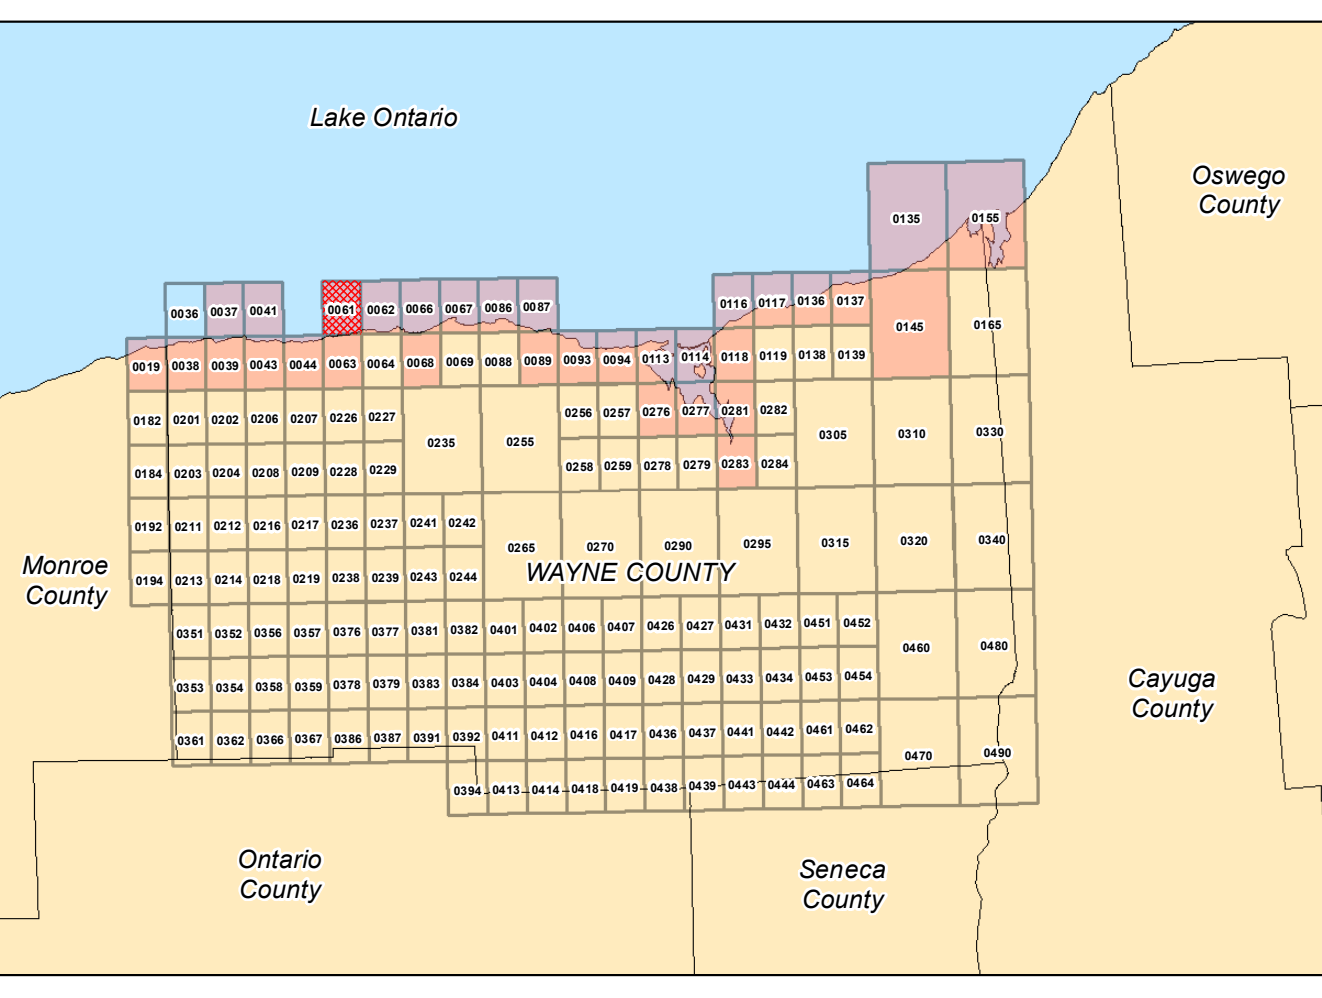 Lake Ontario
Oswego
County
0135 0155
0036 0037 0041 0061 0062 0066 0067 0086 0087 0116 0117 0136 0137
0145 0165
0019 0038 0039 0043 0044 0063 0064 0068 0069 0088 0089 0093 0094 0113 0114 0118 0119 0138 0139
0182 0201 0202 0206 0207 0226 0227 0256 0257 0276 0277 0281 0282
0235 0255 0305 0310 0330
0184 0203 0204 0208 0209 0228 0229 0258 0259 0278 0279 0283 0284
0192 0211 0212 0216 0217 0236 0237 0241 0242
0265 0270 0290 0295 0315 0320 0340
WAYNE COUNTY
Monroe
County
0194 0213 0214 0218 0219 0238 0239 0243 0244
0351 0352 0356 0357 0376 0377 0381 0382 0401 0402 0406 0407 0426 0427 0431 0432 0451 0452
0460 0480
0353 0354 0358 0359 0378 0379 0383 0384 0403 0404 0408 0409 0428 0429 0433 0434 0453 0454
Cayuga
County
0361 0362 0366 0367 0386 0387 0391 0392 0411 0412 0416 0417 0436 0437 0441 0442 0461 0462
0470 0490
0394 0413 0414 0418 0419 0438 0439 0443 0444 0463 0464
Ontario
County
Seneca
County